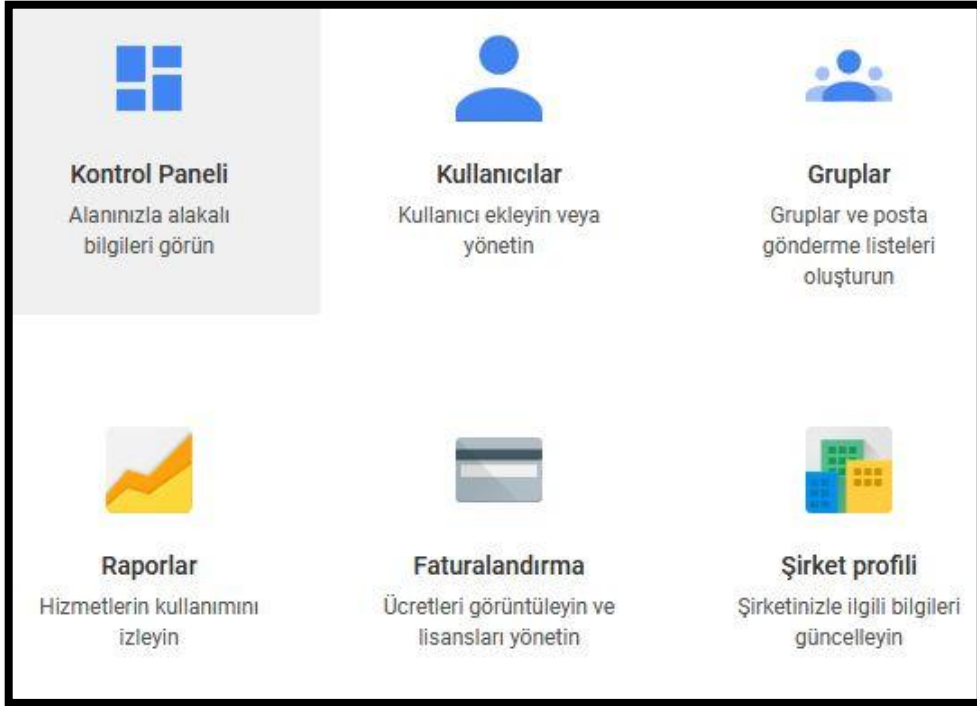 Kontrol Paneli
Alanınızla alakalı
bilgileri görün
Kullanıcılar
Kullanıcı ekleyin veya
yönetin
Gruplar
Gruplar ve posta
gönderme listeleri
oluşturun
Raporlar
Hizmetlerin kullanımını
izleyin
Faturalandırma
Ücretleri görüntüleyin ve
lisansları yönetin
Şirket profili
Şirketinizle ilgili bilgileri
güncelleyin